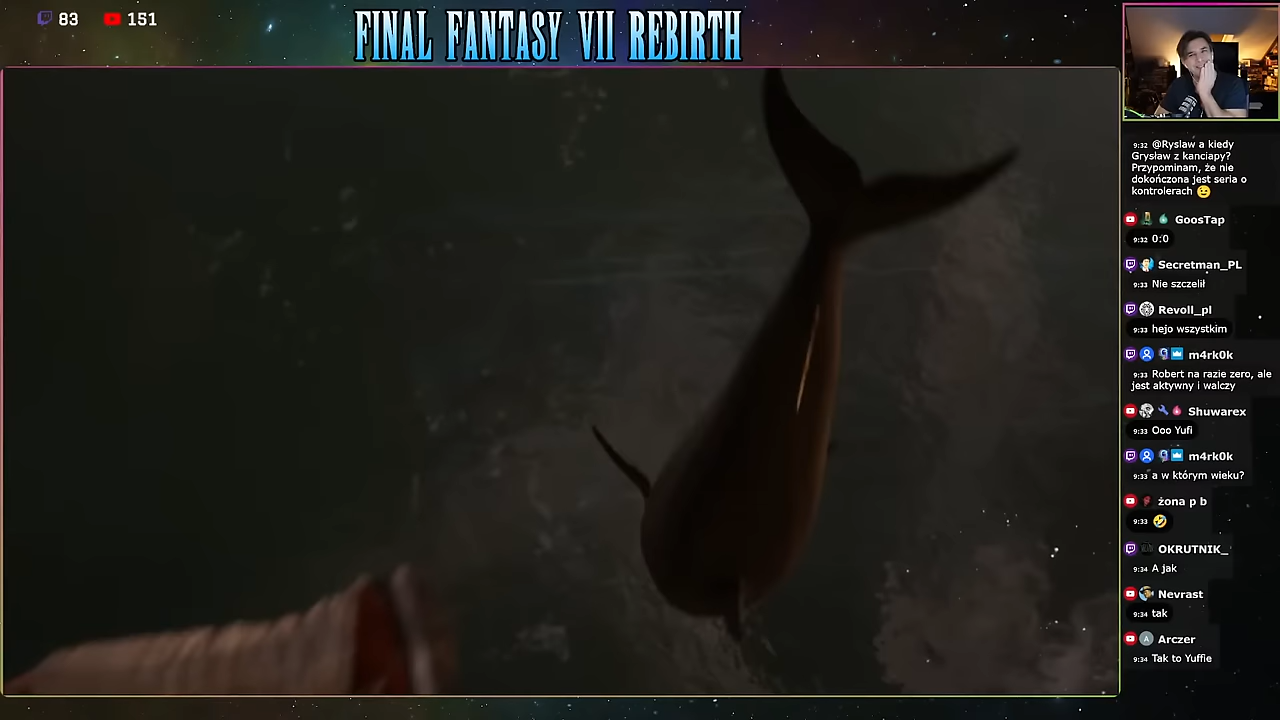 83
151
FINAL FANTASY VII REBIRTH
9:32 @Ryslaw a kiedy
Grysław z kanciapy?
Przypominam, że nie
dokończona jest seria o
kontrolerach 😉
GoosTap
9:32 0:0
Secretman_PL
9:33 Nie szczelił
Revoll_pl
9:33 hejo wszystkim
m4rk0k
9:33 Robert na razie zero, ale
jest aktywny i walczy
Shuwarex
9:33 Ooo Yufi
m4rk0k
9:33 a w którym wieku?
żona p b
9:33 🤣
OKRUTNIK_
9:34 A jak
Nevrast
9:34 tak
A Arczer
9:34 Tak to Yuffie